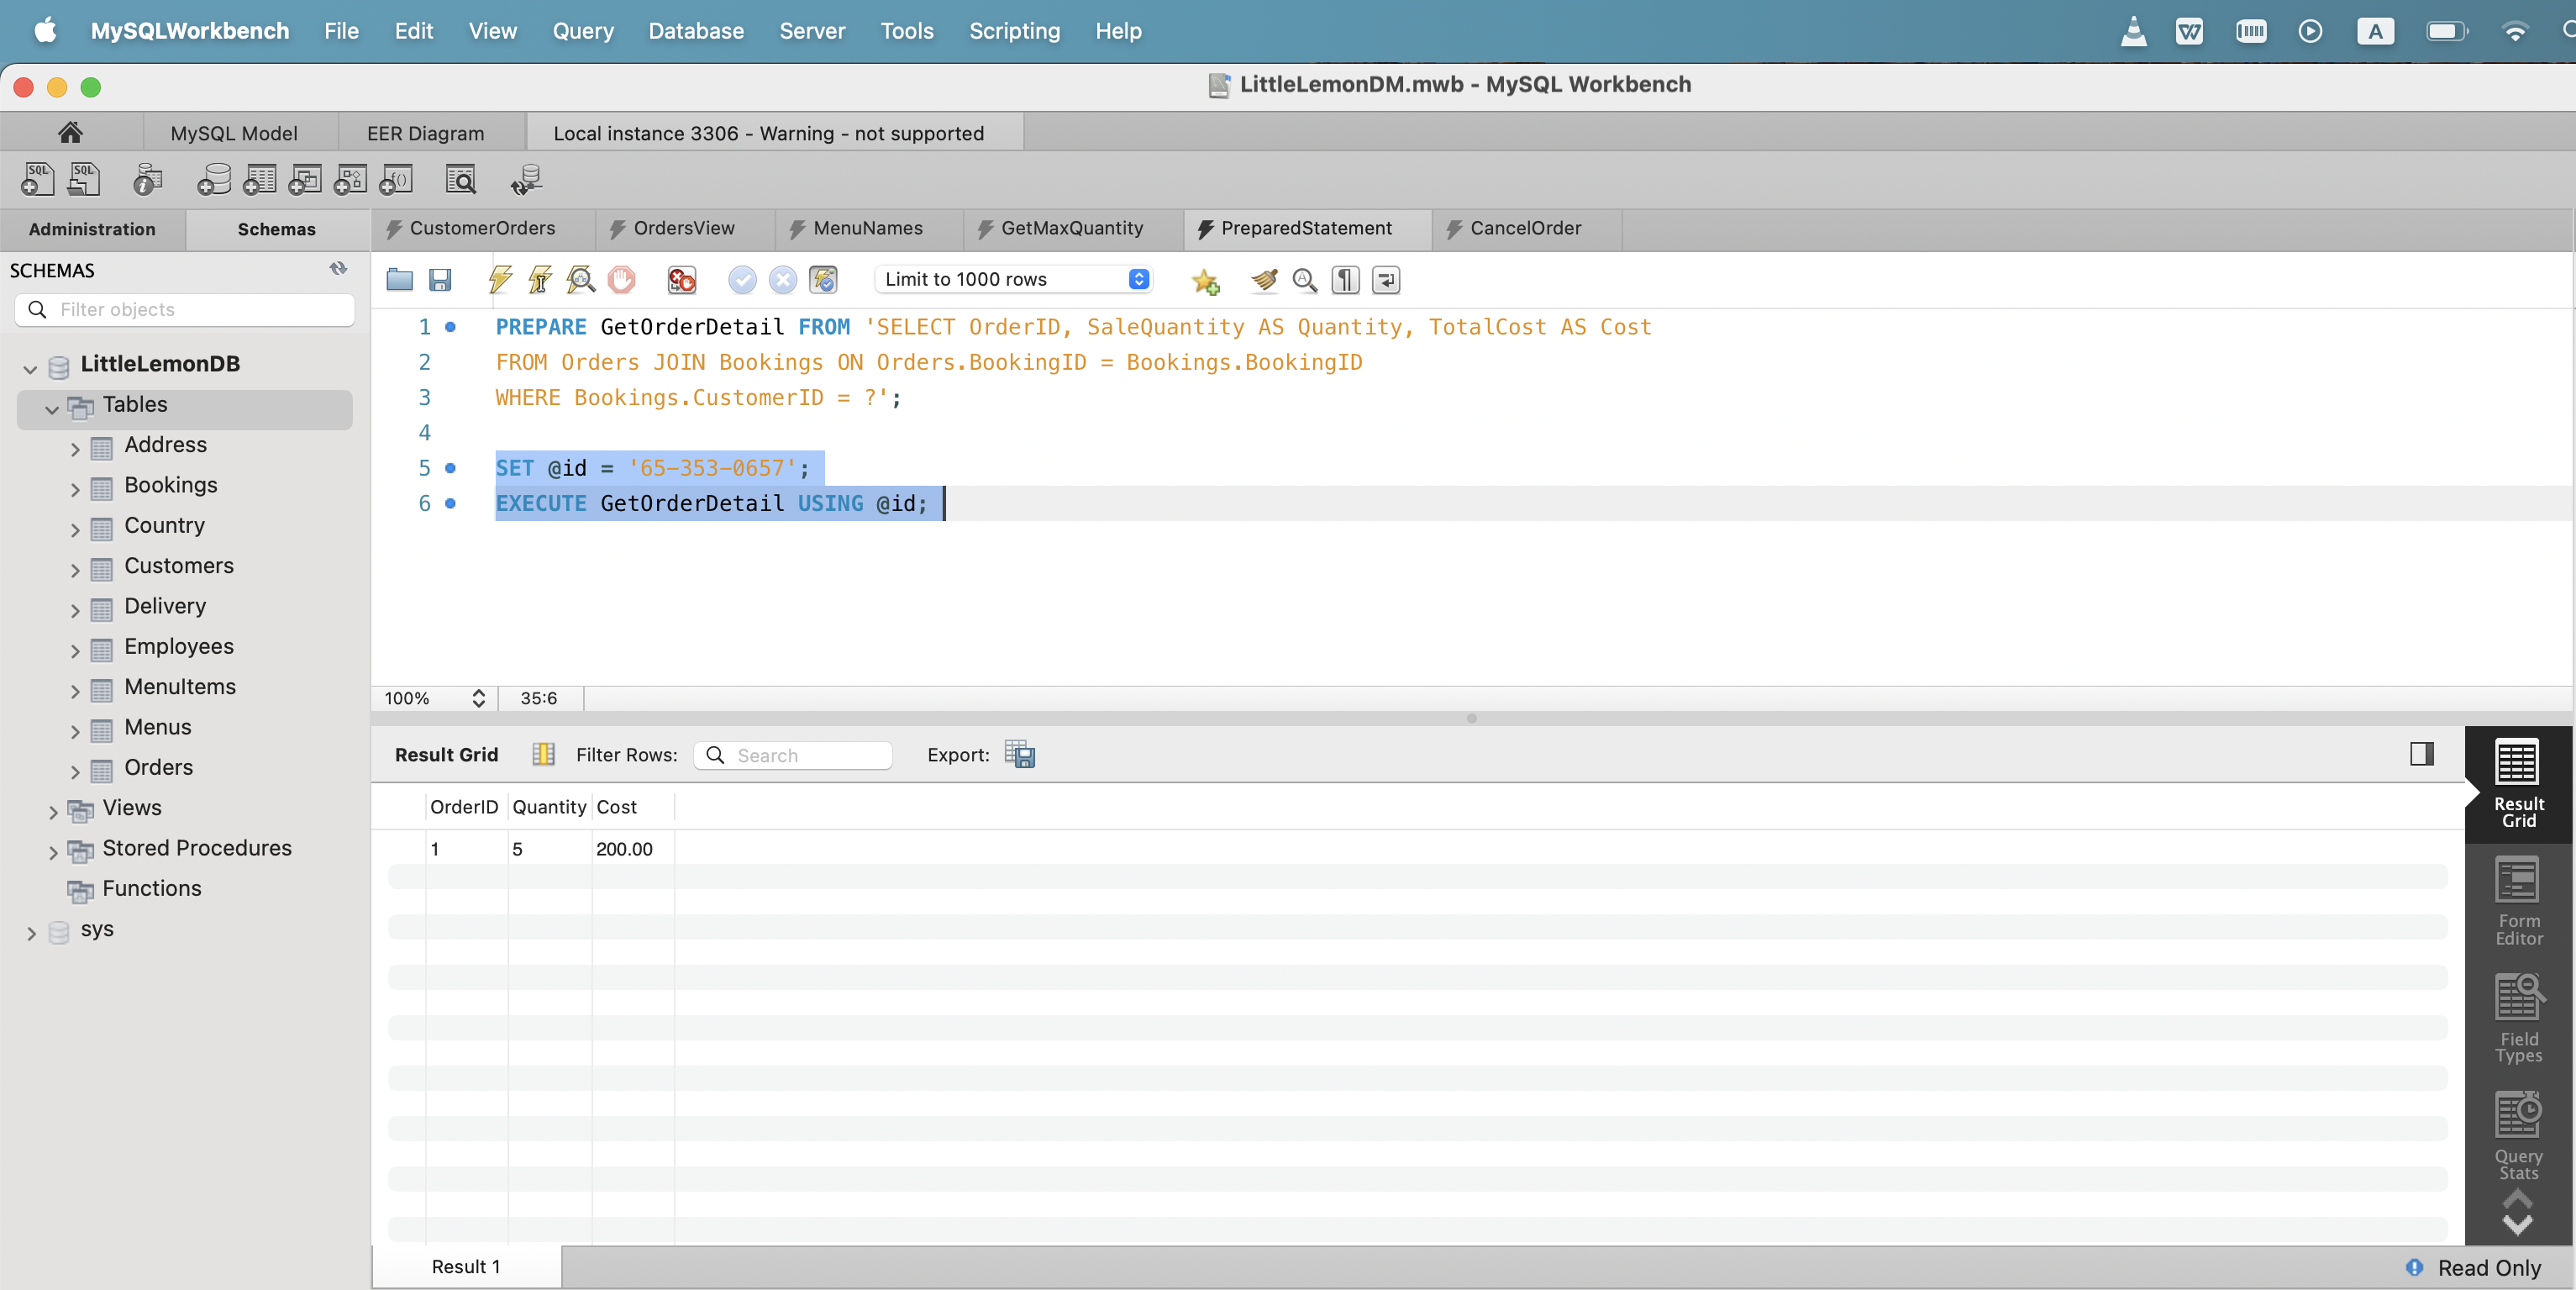 MySQLWorkbench File Edit View Query Database Server Tools Scripting Help
A
LittleLemonDM.mwb - MySQL Workbench
MySQL Model EER Diagram Local instance 3306 - Warning - not supported
SQL SQL
Administration Schemas CustomerOrders OrdersView MenuNames GetMaxQuantity PreparedStatement CancelOrder
SCHEMAS
Filter objects
LittleLemonDB
Tables
Address
Bookings
Country
Customers
Delivery
Employees
MenuItems
Menus
Orders
Views
Stored Procedures
Functions
sys
Limit to 1000 rows
1 PREPARE GetOrderDetail FROM 'SELECT OrderID, SaleQuantity AS Quantity, TotalCost AS Cost
2 FROM Orders JOIN Bookings ON Orders.BookingID = Bookings.BookingID
3 WHERE Bookings.CustomerID = ?';
4
5 SET @id = '65-353-0657';
6 EXECUTE GetOrderDetail USING @id;
100% 35:6
Result Grid Filter Rows: Search Export:
OrderID Quantity Cost
1 5 200.00
Result
Grid
Form
Editor
Field
Types
Query
Stats
Result 1
Read Only